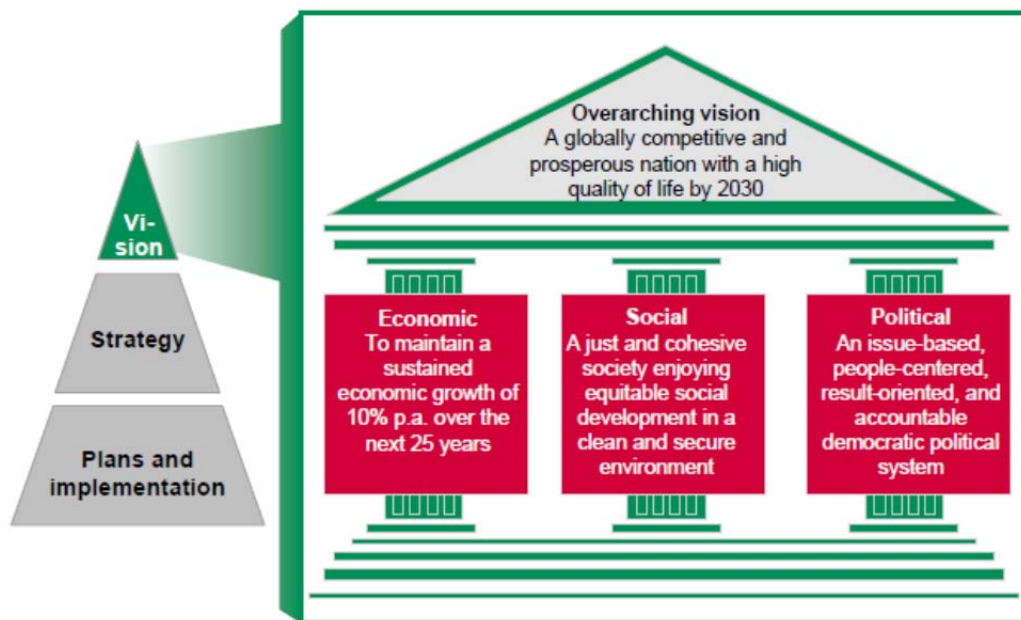 Vi-
sion
Strategy
Plans and
implementation
Overarching vision
A globally competitive and
prosperous nation with a high
quality of life by 2030
Economic
To maintain a
sustained
economic growth of
10% p.a. over the
next 25 years
Social
A just and cohesive
society enjoying
equitable social
development in a
clean and secure
environment
Political
An issue-based,
people-centered,
result-oriented, and
accountable
democratic political
system